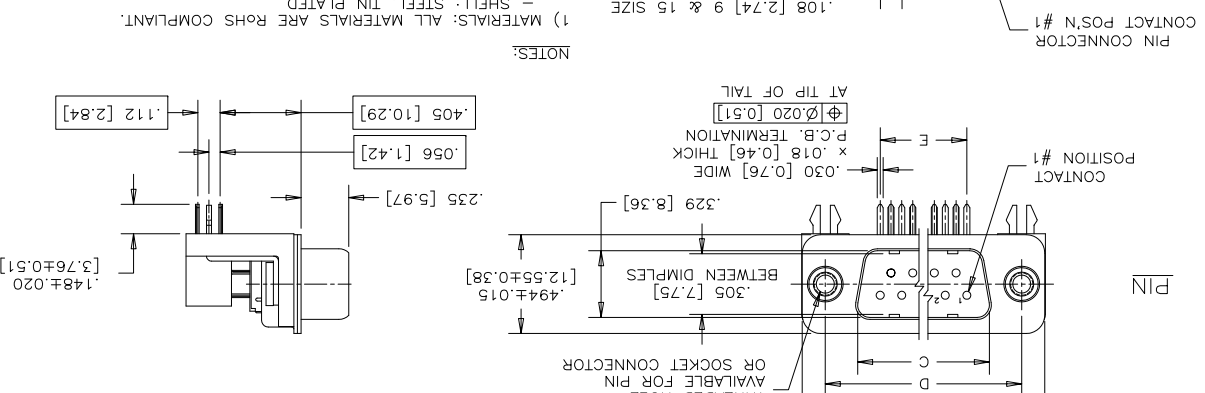 D
C
AVAILABLE FOR PIN
OR SOCKET CONNECTOR
PIN
.305 [7.75]
BETWEEN DIMPLES
.494±.015
[12.55±0.38]
.148±.020
[3.76±0.51]
.329 [8.36]
.235 [5.97]
CONTACT
POSITION #1
1
2
E
.030 [0.76] WIDE
x .018 [0.46] THICK
P.C.B. TERMINATION
⌖ Ø.020 [0.51]
AT TIP OF TAIL
.056 [1.42]
.405 [10.29]
.112 [2.84]
PIN CONNECTOR
CONTACT POS'N #1
.108 [2.74] 9 & 15 SIZE
NOTES:
1) MATERIALS: ALL MATERIALS ARE RoHS COMPLIANT.
– SHELL: STEEL, TIN PLATED